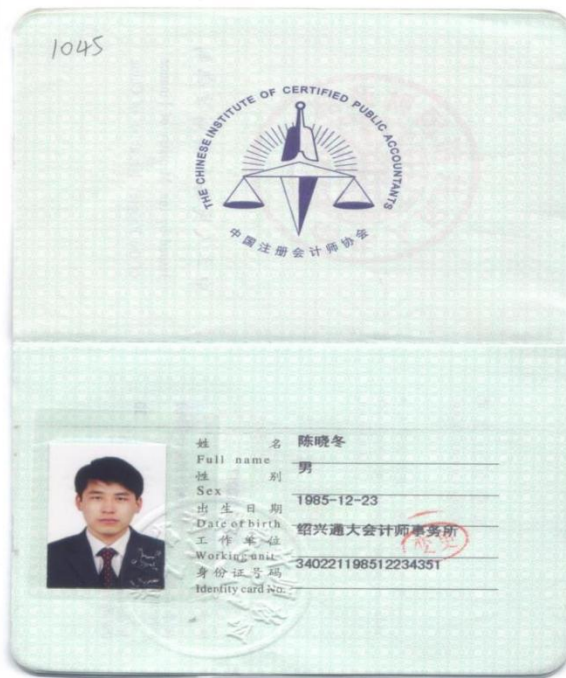 1045
THE CHINESE INSTITUTE OF CERTIFIED PUBLIC ACCOUNTANTS
中国注册会计师协会
姓 名 陈晓冬
Full name
性 别 男
Sex
出生日期 1985-12-23
Date of birth
工作单位 绍兴通大会计师事务所
Working unit
身份证号码 340221198512234351
Identity card No.